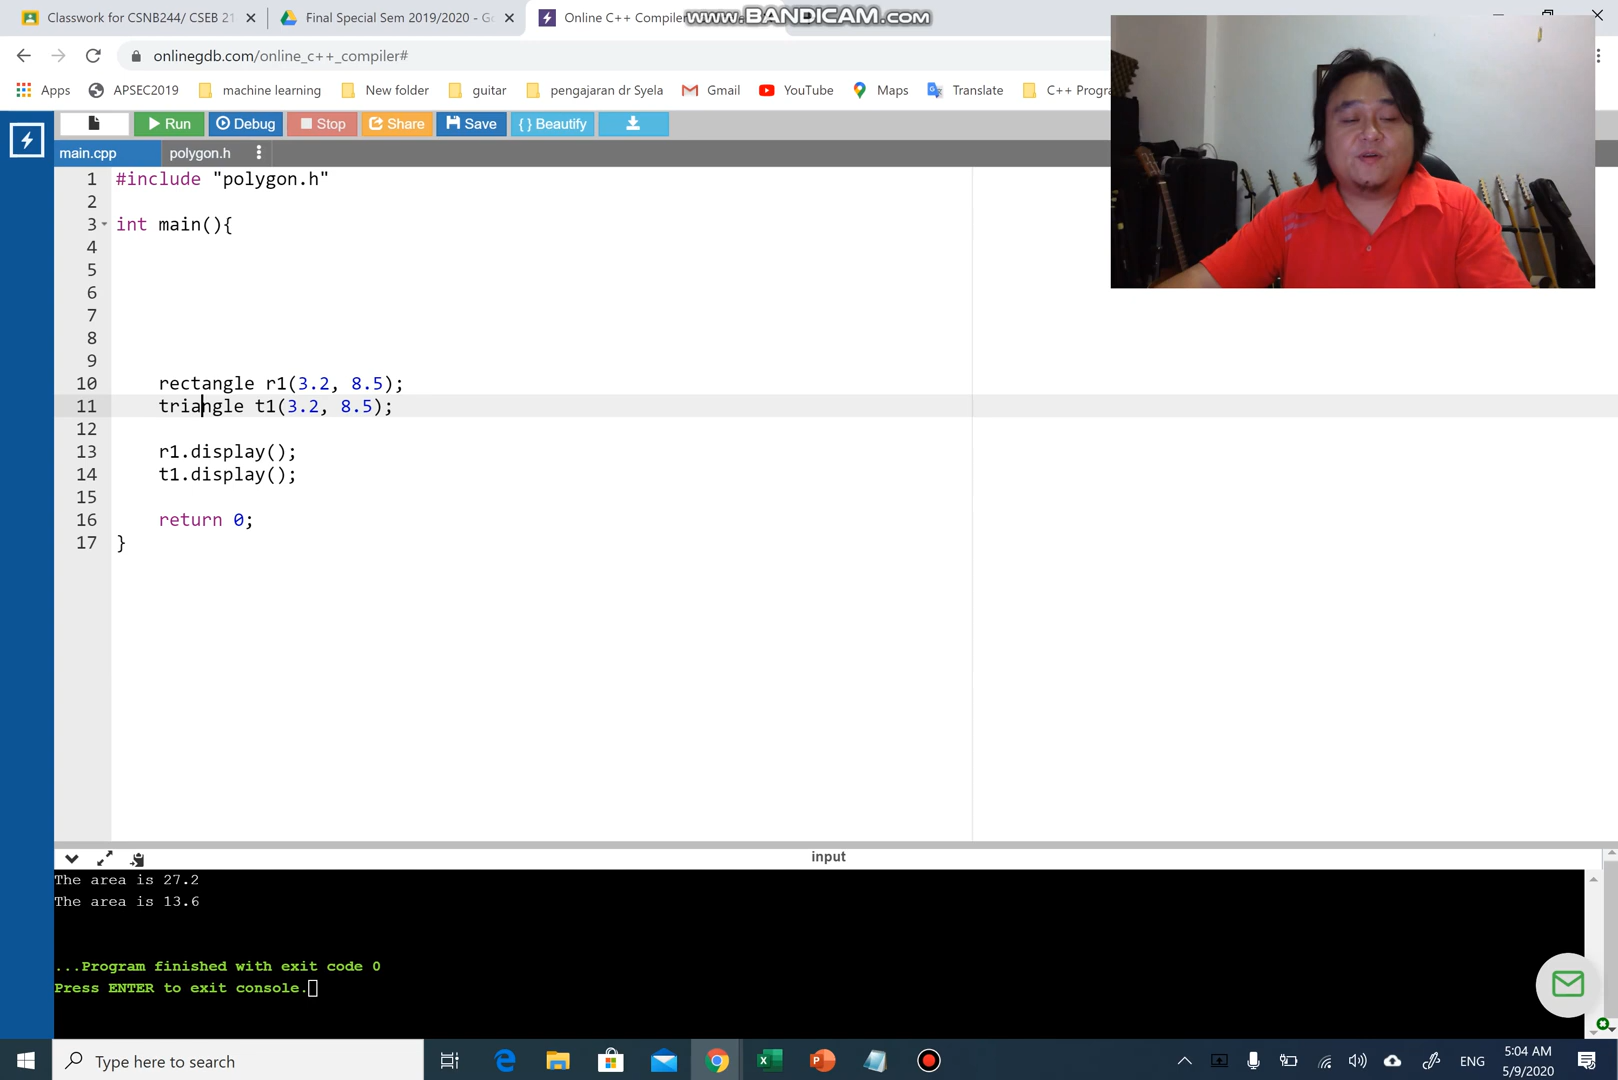 Classwork for CSNB244/ CSEB 21
Final Special Sem 2019/2020 - Go
Online C++ Compiler
www.BANDICAM.com
onlinegdb.com/online_c++_compiler#
Apps
APSEC2019
machine learning
New folder
guitar
pengajaran dr Syela
Gmail
YouTube
Maps
Translate
C++ Progra
Run
Debug
Stop
Share
Save
{ } Beautify
main.cpp
polygon.h
1 #include "polygon.h"
2
3 int main(){
4
5
6
7
8
9
10 rectangle r1(3.2, 8.5);
11 triangle t1(3.2, 8.5);
12
13 r1.display();
14 t1.display();
15
16 return 0;
17 }
input
The area is 27.2
The area is 13.6
...Program finished with exit code 0
Press ENTER to exit console.
Type here to search
ENG
5:04 AM
5/9/2020